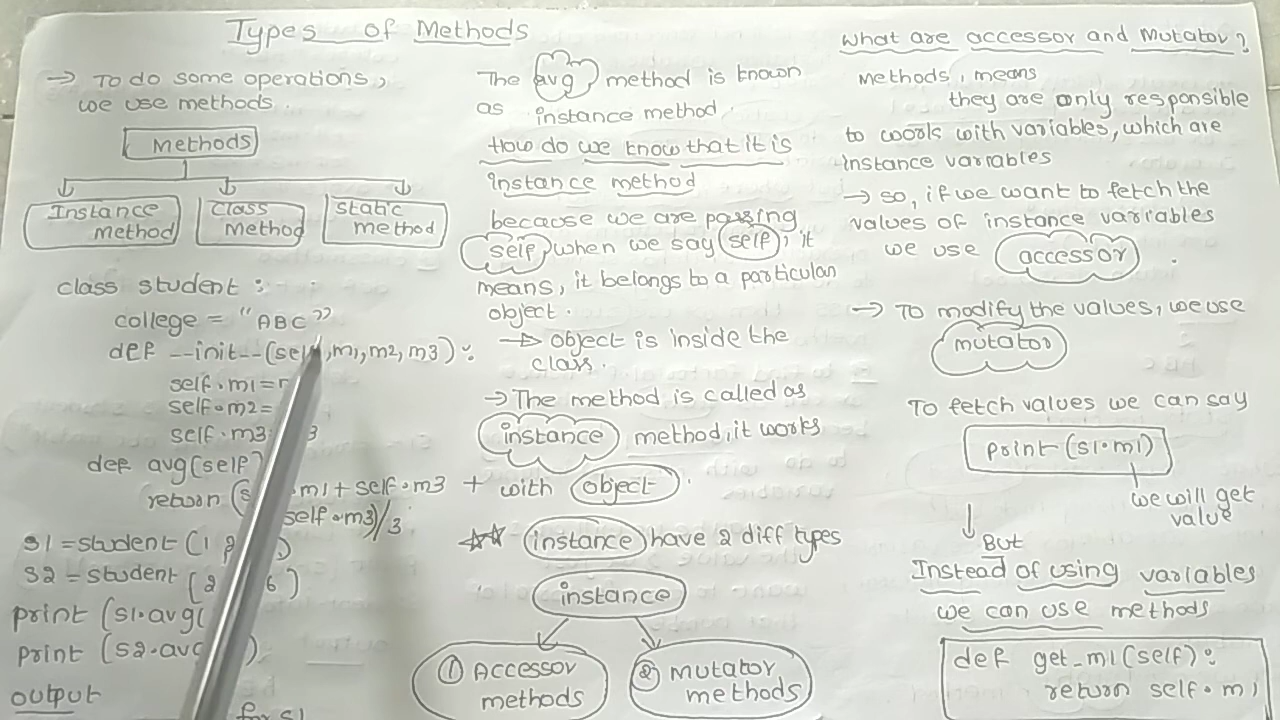 Types of Methods
→ To do some operations,
we use methods.
Methods
Instance method
class method
static method
class student :
college = "ABC"
def __init__(self,m1,m2,m3):
self.m1=
self.m2=
self.m3 3
def avg(self)
return (s .m1 + self.m3 +
self.m3)/3
s1 = student (1
s2 = student (2 6)
print (s1.avg(
print (s2.avg )
output
for s1
The avg method is known
as instance method.
How do we know that it is
instance method
because we are passing
self, when we say self, it
means, it belongs to a particular
object.
→ object is inside the
class.
→ The method is called as
instance method, it works
with object.
☆☆ instance have 2 diff types
instance
① Accessor methods
② Mutator methods
what are accessor and Mutator?
Methods, means
they are only responsible
to work with variables, which are
instance variables
→ so, if we want to fetch the
values of instance variables
we use accessor.
→ To modify the values, we use
mutator
To fetch values we can say
print (s1.m1)
we will get
value
↓ But
Instead of using variables
we can use methods
def get_m1(self):
return self.m1